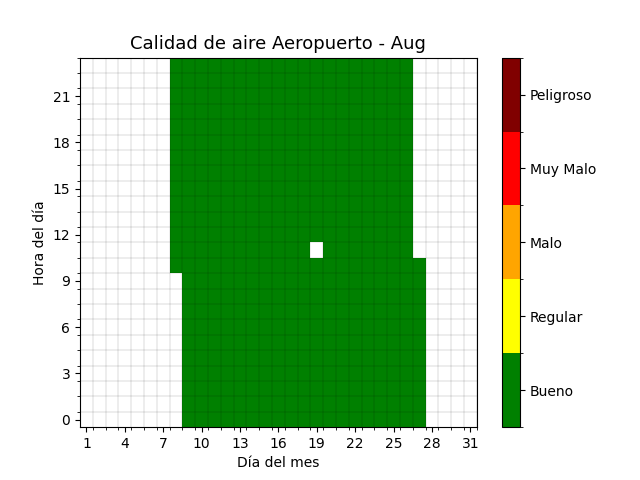 Calidad de aire Aeropuerto - Aug
Hora del día
21
18
15
12
9
6
3
0
1 4 7 10 13 16 19 22 25 28 31
Día del mes
Peligroso
Muy Malo
Malo
Regular
Bueno